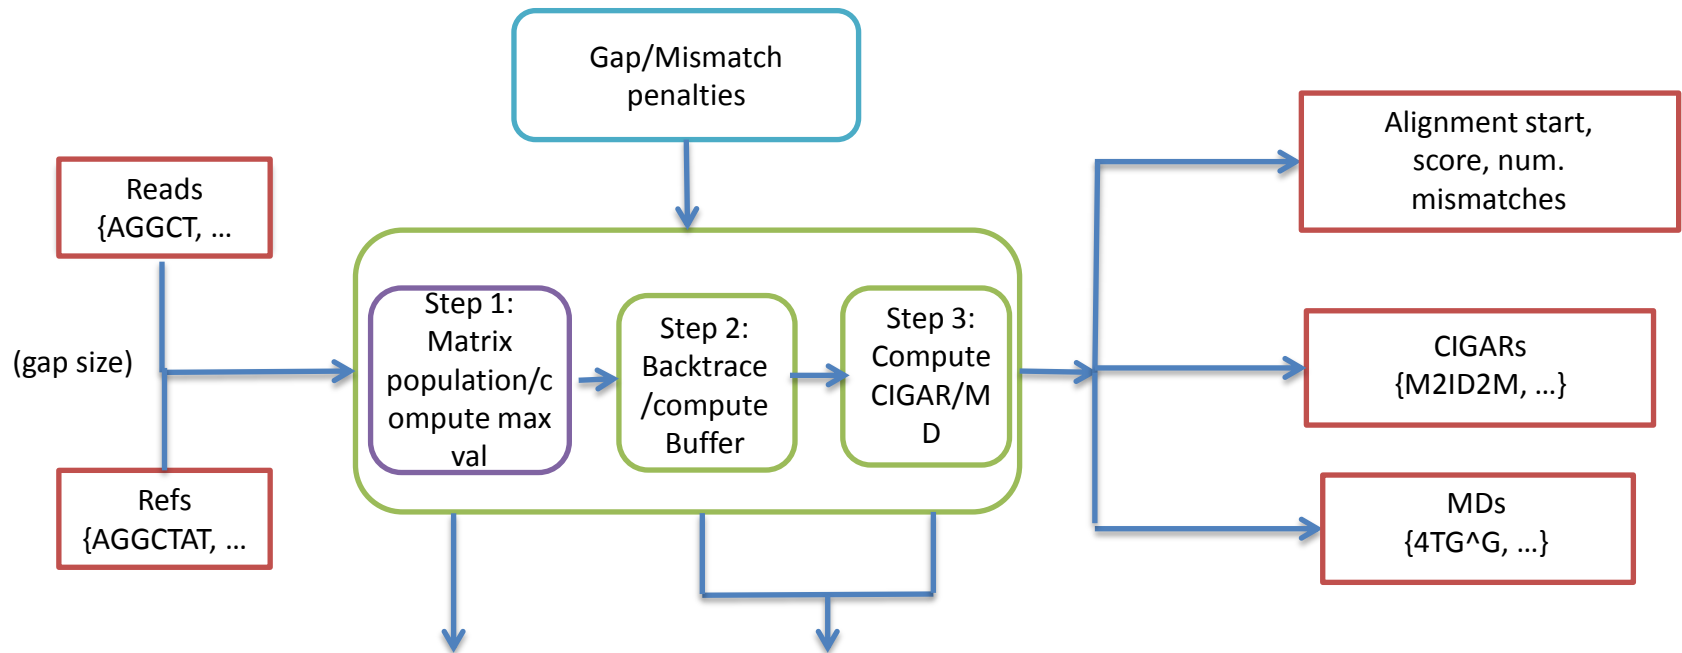 Gap/Mismatch
penalties
Reads
{AGGCT, ...
(gap size)
Refs
{AGGCTAT, ...
Step 1:
Matrix
population/c
ompute max
val
Step 2:
Backtrace
/compute
Buffer
Step 3:
Compute
CIGAR/M
D
Alignment start,
score, num.
mismatches
CIGARs
{M2ID2M, ...}
MDs
{4TG^G, ...}